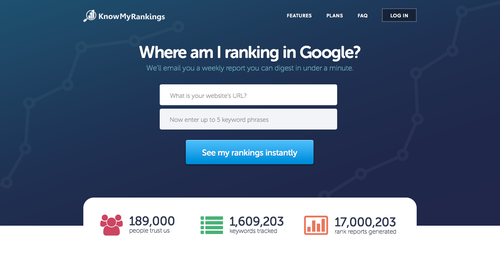 KnowMyRankings
FEATURES PLANS FAQ LOG IN
Where am I ranking in Google?
We'll email you a weekly report you can digest in under a minute.
What is your website's URL?
Now enter up to 5 keyword phrases
See my rankings instantly
189,000 1,609,203 17,000,203
people trust us keywords tracked rank reports generated